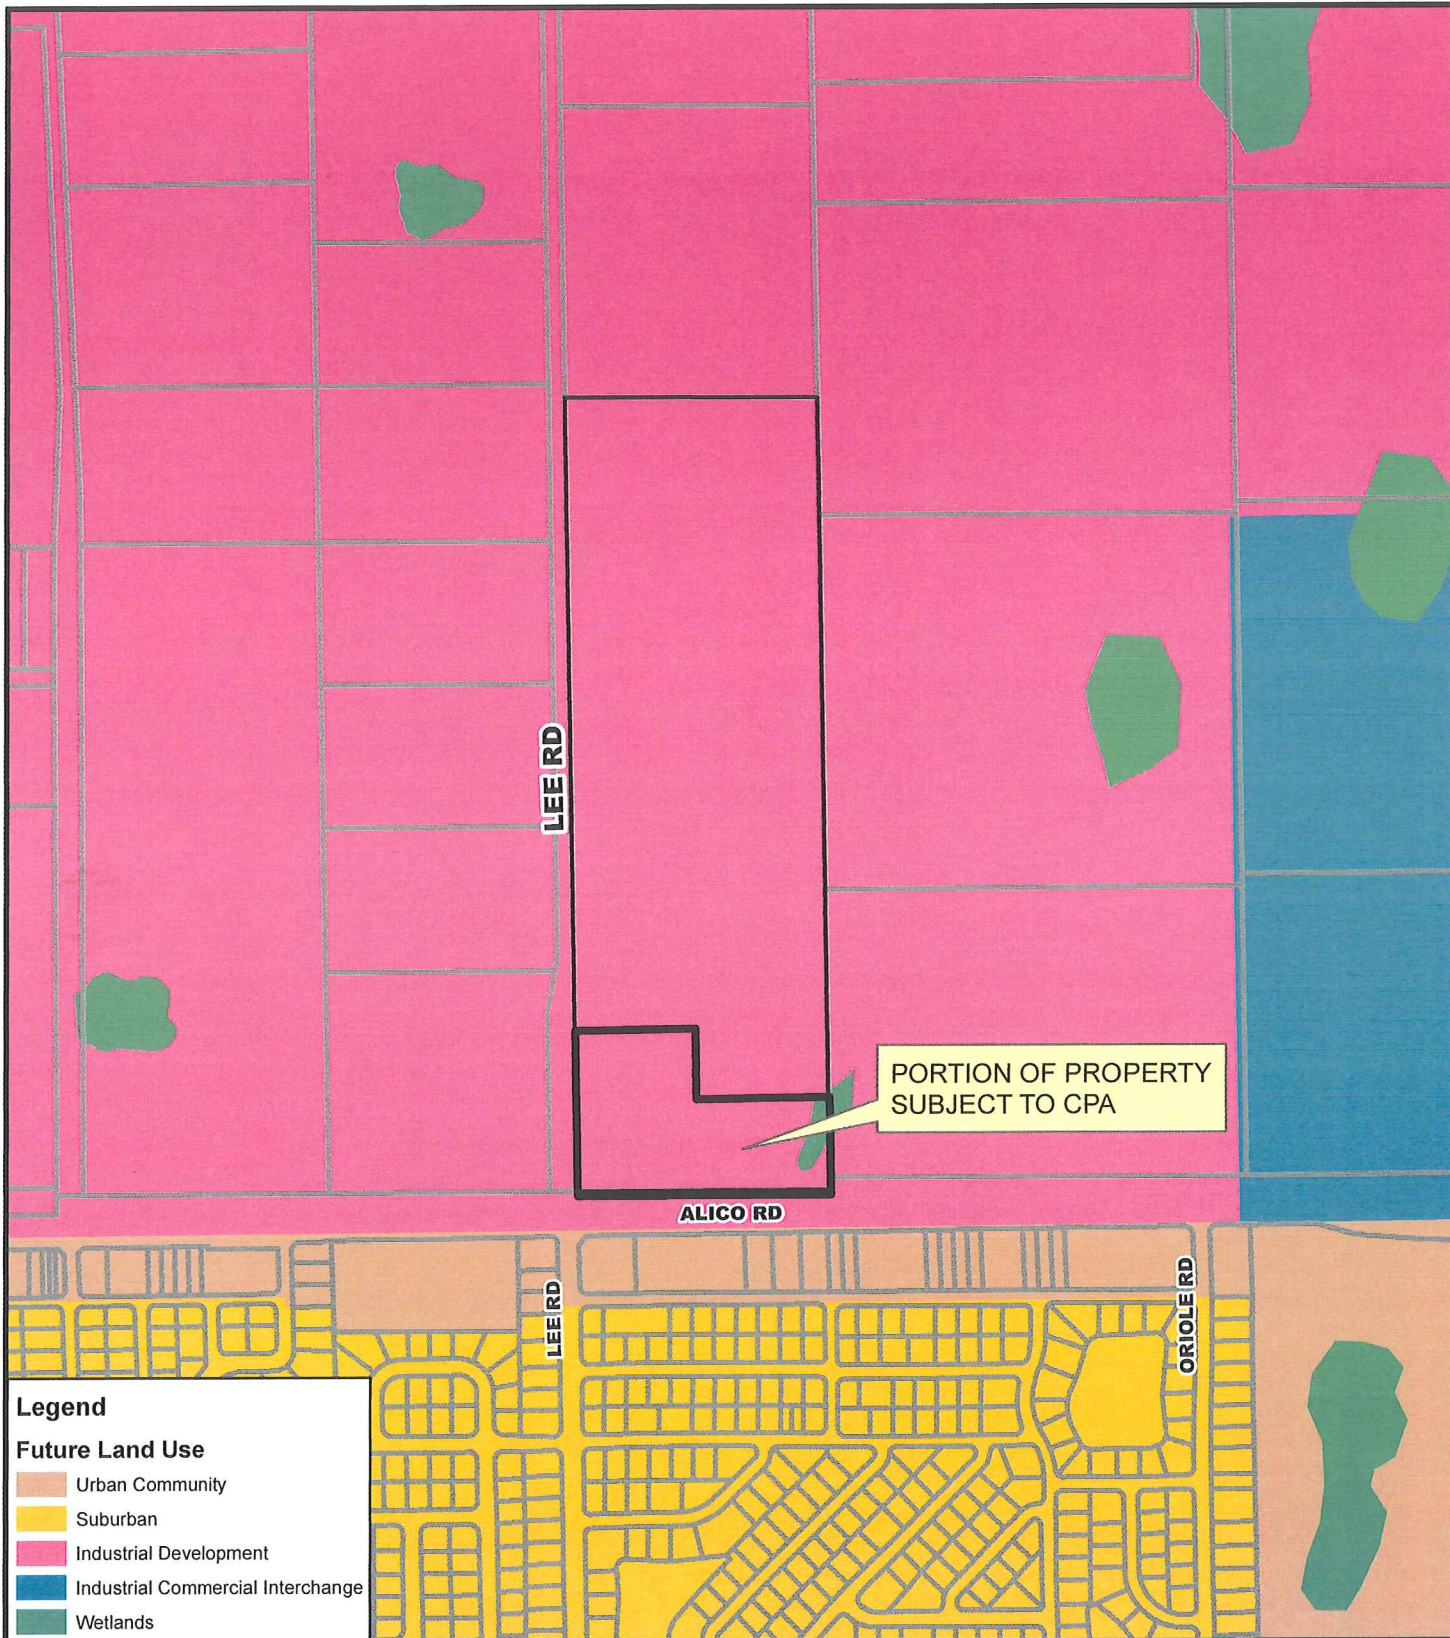 LEE RD
PORTION OF PROPERTY
SUBJECT TO CPA
ALICO RD
LEE RD
ORIOLE RD
Legend
Future Land Use
Urban Community
Suburban
Industrial Development
Industrial Commercial Interchange
Wetlands